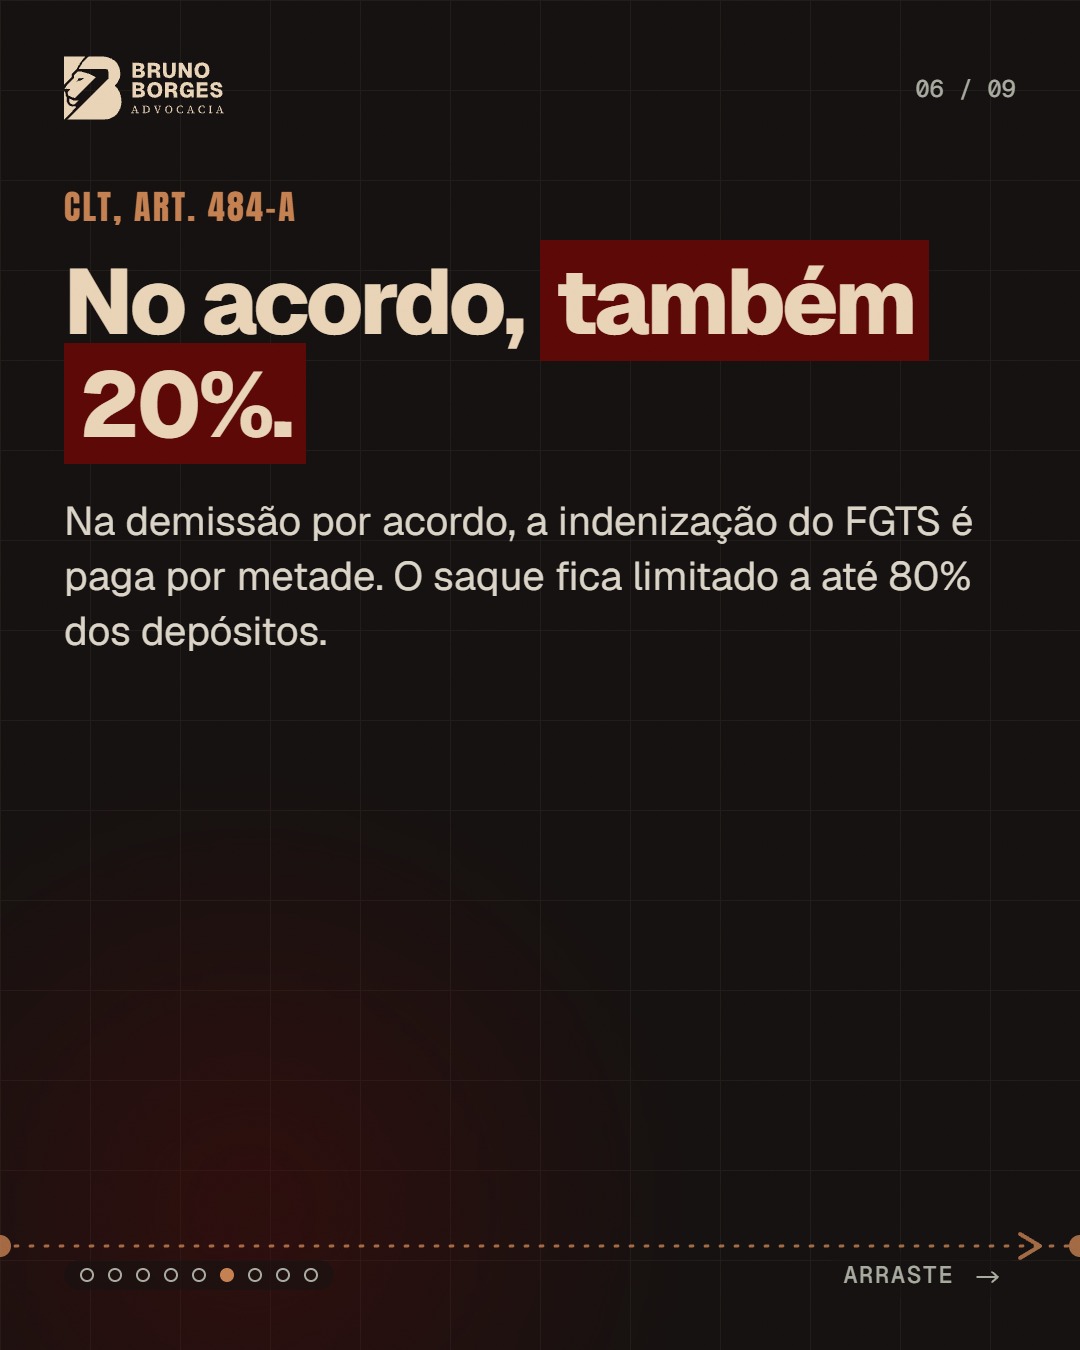 BRUNO
BORGES
ADVOCACIA
06 / 09
CLT, ART. 484-A
No acordo, também
20%.
Na demissão por acordo, a indenização do FGTS é
paga por metade. O saque fica limitado a até 80%
dos depósitos.
ARRASTE →